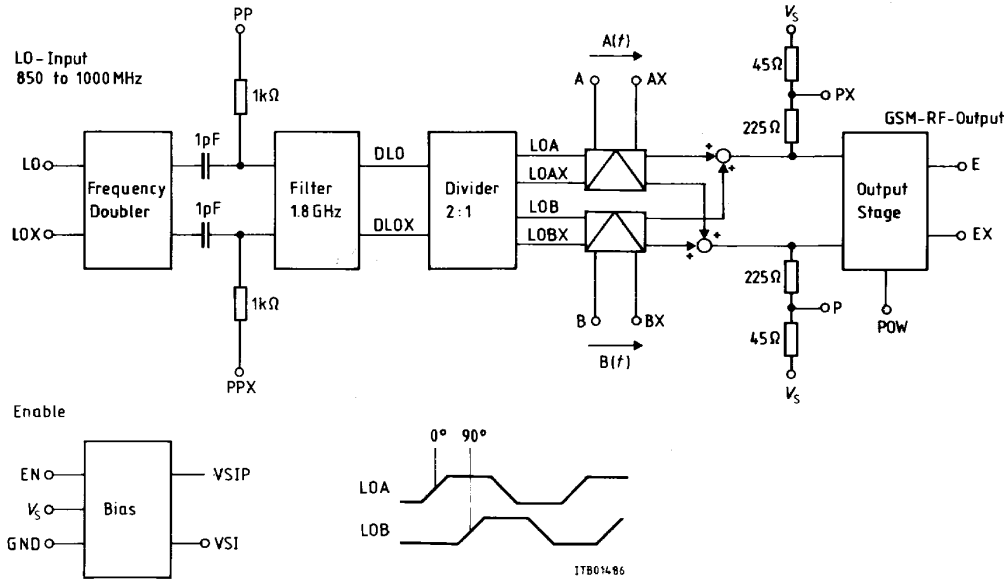 PP
LO-Input
850 to 1000MHz
1kΩ
1pF
LO
LOX
Frequency
Doubler
1pF
1kΩ
PPX
Filter
1.8 GHz
DLO
DLOX
Divider
2:1
LOA
LOAX
LOB
LOBX
A(t)
A
AX
B
BX
B(t)
+
+
+
+
VS
45Ω
PX
225Ω
GSM-RF-Output
Output
Stage
E
EX
POW
225Ω
P
45Ω
VS
Enable
EN
VS
GND
Bias
VSIP
VSI
0° 90°
LOA
LOB
ITB01486